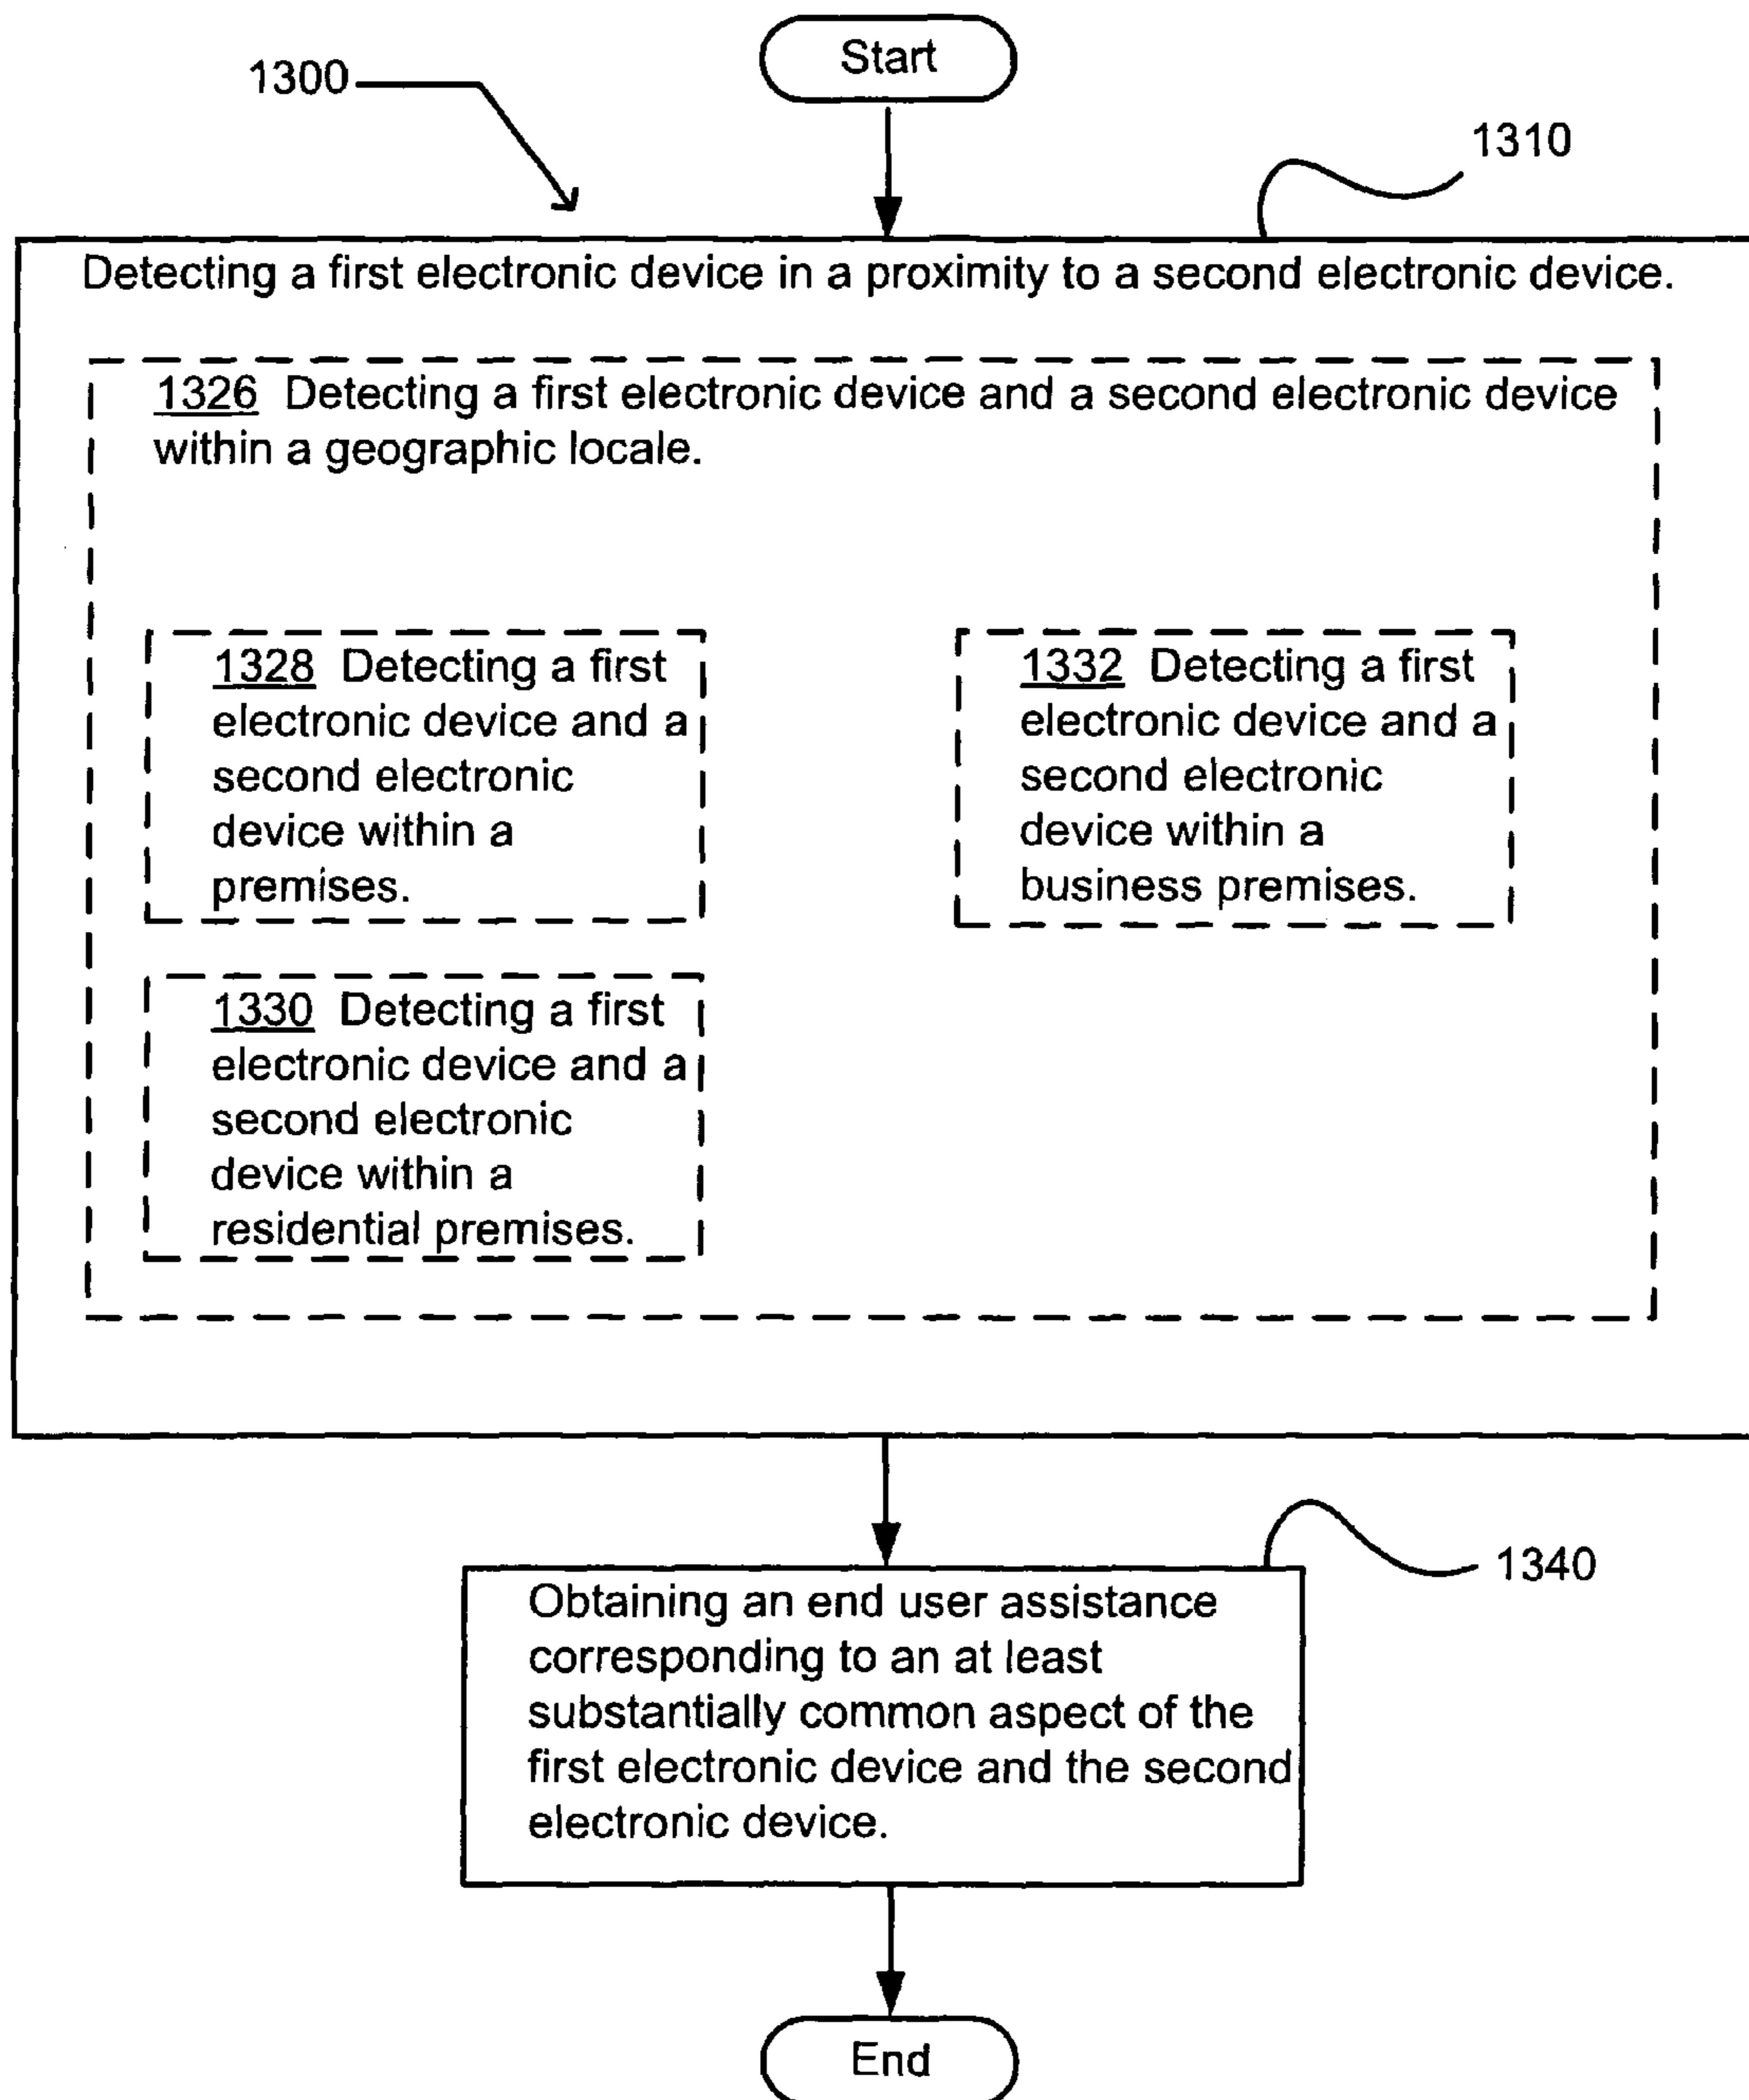 Start
1300
1310
Detecting a first electronic device in a proximity to a second electronic device.
1326 Detecting a first electronic device and a second electronic device
within a geographic locale.
1328 Detecting a first
electronic device and a
second electronic
device within a
premises.
1332 Detecting a first
electronic device and a
second electronic
device within a
business premises.
1330 Detecting a first
electronic device and a
second electronic
device within a
residential premises.
1340
Obtaining an end user assistance
corresponding to an at least
substantially common aspect of the
first electronic device and the second
electronic device.
End